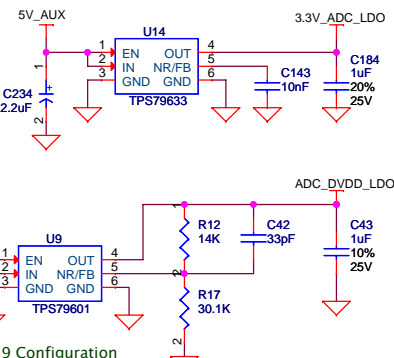 5V_AUX
3.3V_ADC_LDO
U14
1 EN OUT 4
2 IN NR/FB 5
3 GND GND 6
TPS79633
1
C234
2.2uF
+
2
C143
10nF
C184
1uF
20%
25V
ADC_DVDD_LDO
U9
1 EN OUT 4
2 IN NR/FB 5
3 GND GND 6
TPS79601
1
R12
14K
2
C42
33pF
C43
1uF
10%
25V
R17
30.1K
2
9 Configuration